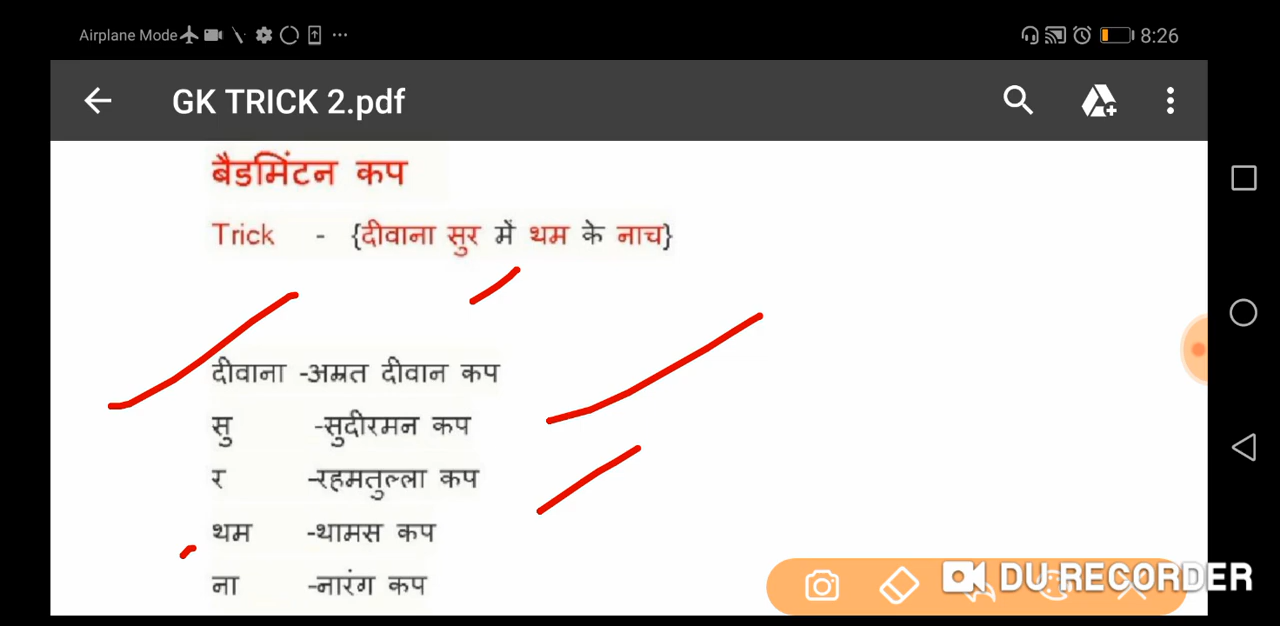 Airplane Mode ... 8:26
GK TRICK 2.pdf
बैडमिंटन कप
Trick - {दीवाना सुर में थम के नाच}
दीवाना -अम्रत दीवान कप
सु -सुदीरमन कप
र -रहमतुल्ला कप
थम -थामस कप
ना -नारंग कप
DU RECORDER